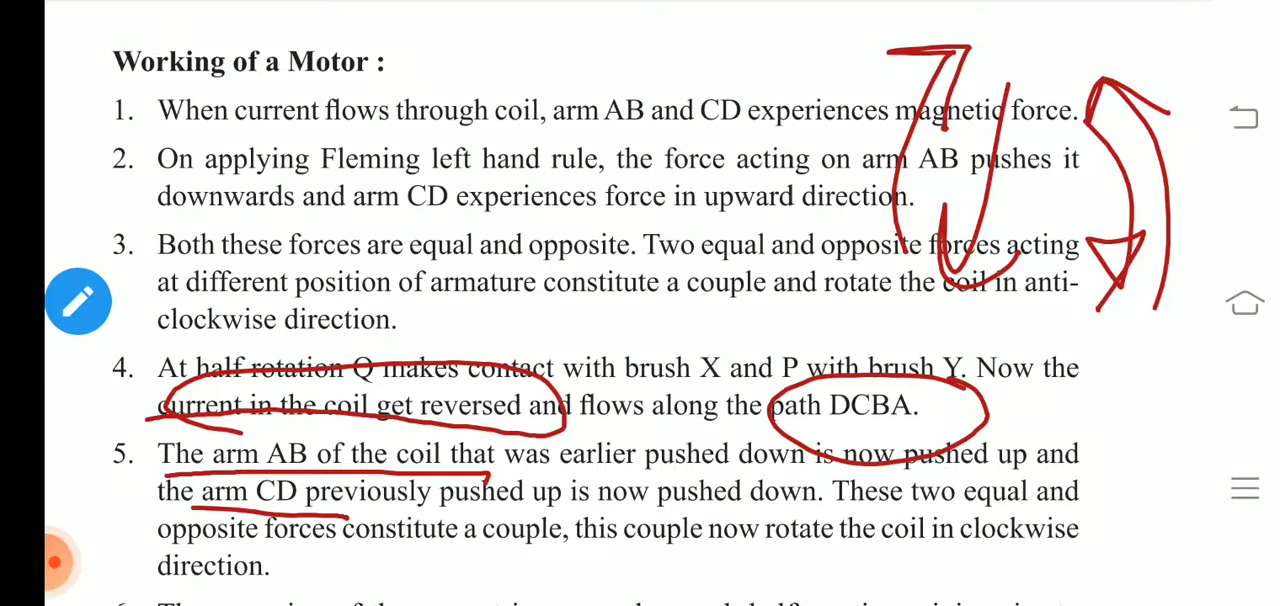 Working of a Motor :
1. When current flows through coil, arm AB and CD experiences magnetic force.
2. On applying Fleming left hand rule, the force acting on arm AB pushes it
downwards and arm CD experiences force in upward direction.
3. Both these forces are equal and opposite. Two equal and opposite forces acting
at different position of armature constitute a couple and rotate the coil in anti-
clockwise direction.
4. At half rotation Q makes contact with brush X and P with brush Y. Now the
current in the coil get reversed and flows along the path DCBA.
5. The arm AB of the coil that was earlier pushed down is now pushed up and
the arm CD previously pushed up is now pushed down. These two equal and
opposite forces constitute a couple, this couple now rotate the coil in clockwise
direction.